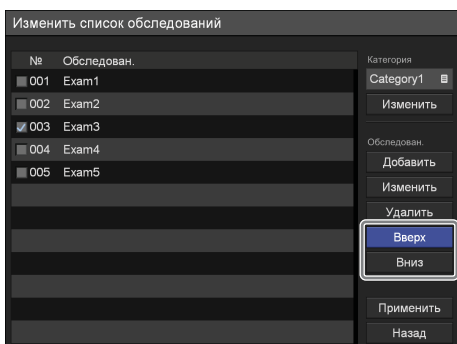 Изменить список обследований
№ Обследован.
001 Exam1
002 Exam2
003 Exam3
004 Exam4
005 Exam5
Категория
Category1
Изменить
Обследован.
Добавить
Изменить
Удалить
Вверх
Вниз
Применить
Назад